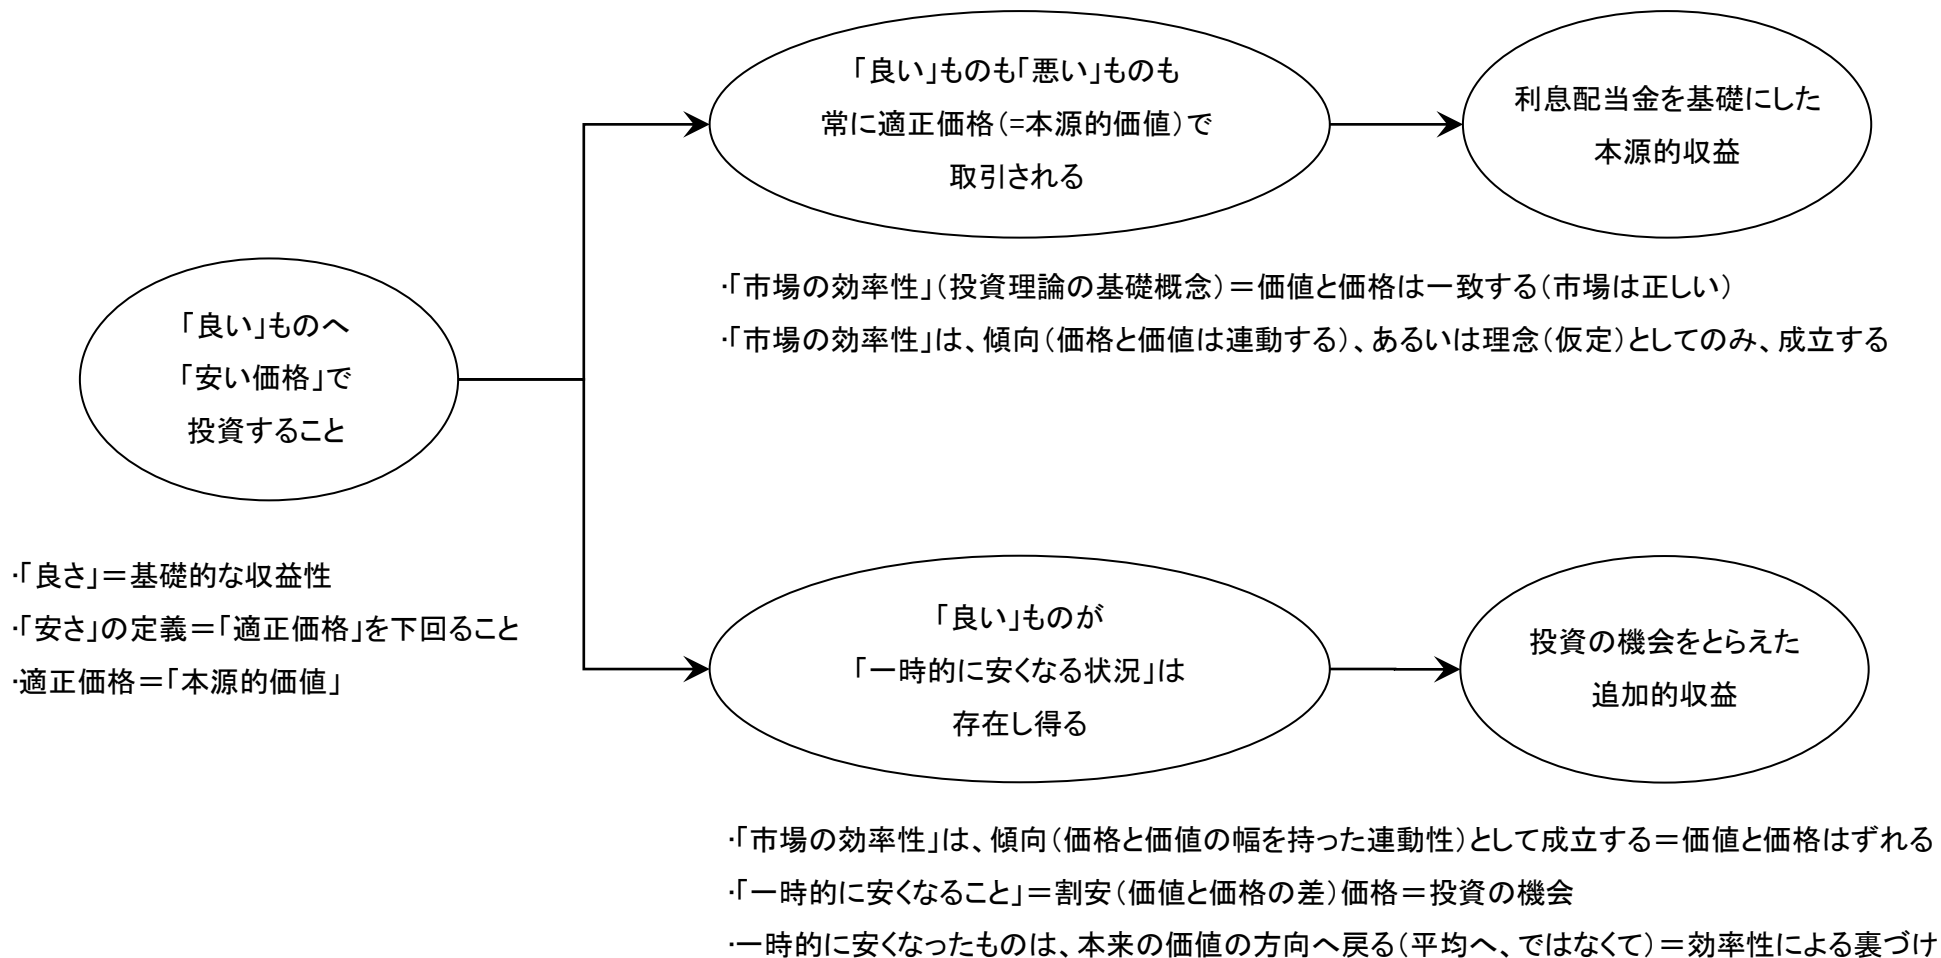 「良い」ものへ
「安い価格」で
投資すること
・「良さ」＝基礎的な収益性
・「安さ」の定義＝「適正価格」を下回ること
・適正価格＝「本源的価値」
「良い」ものも「悪い」ものも
常に適正価格（=本源的価値）で
取引される
利息配当金を基礎にした
本源的収益
・「市場の効率性」（投資理論の基礎概念）＝価値と価格は一致する（市場は正しい）
・「市場の効率性」は、傾向（価格と価値は連動する）、あるいは理念（仮定）としてのみ、成立する
「良い」ものが
「一時的に安くなる状況」は
存在し得る
投資の機会をとらえた
追加的収益
・「市場の効率性」は、傾向（価格と価値の幅を持った連動性）として成立する＝価値と価格はずれる
・「一時的に安くなること」＝割安（価値と価格の差）価格＝投資の機会
・一時的に安くなったものは、本来の価値の方向へ戻る（平均へ、ではなくて）＝効率性による裏づけ